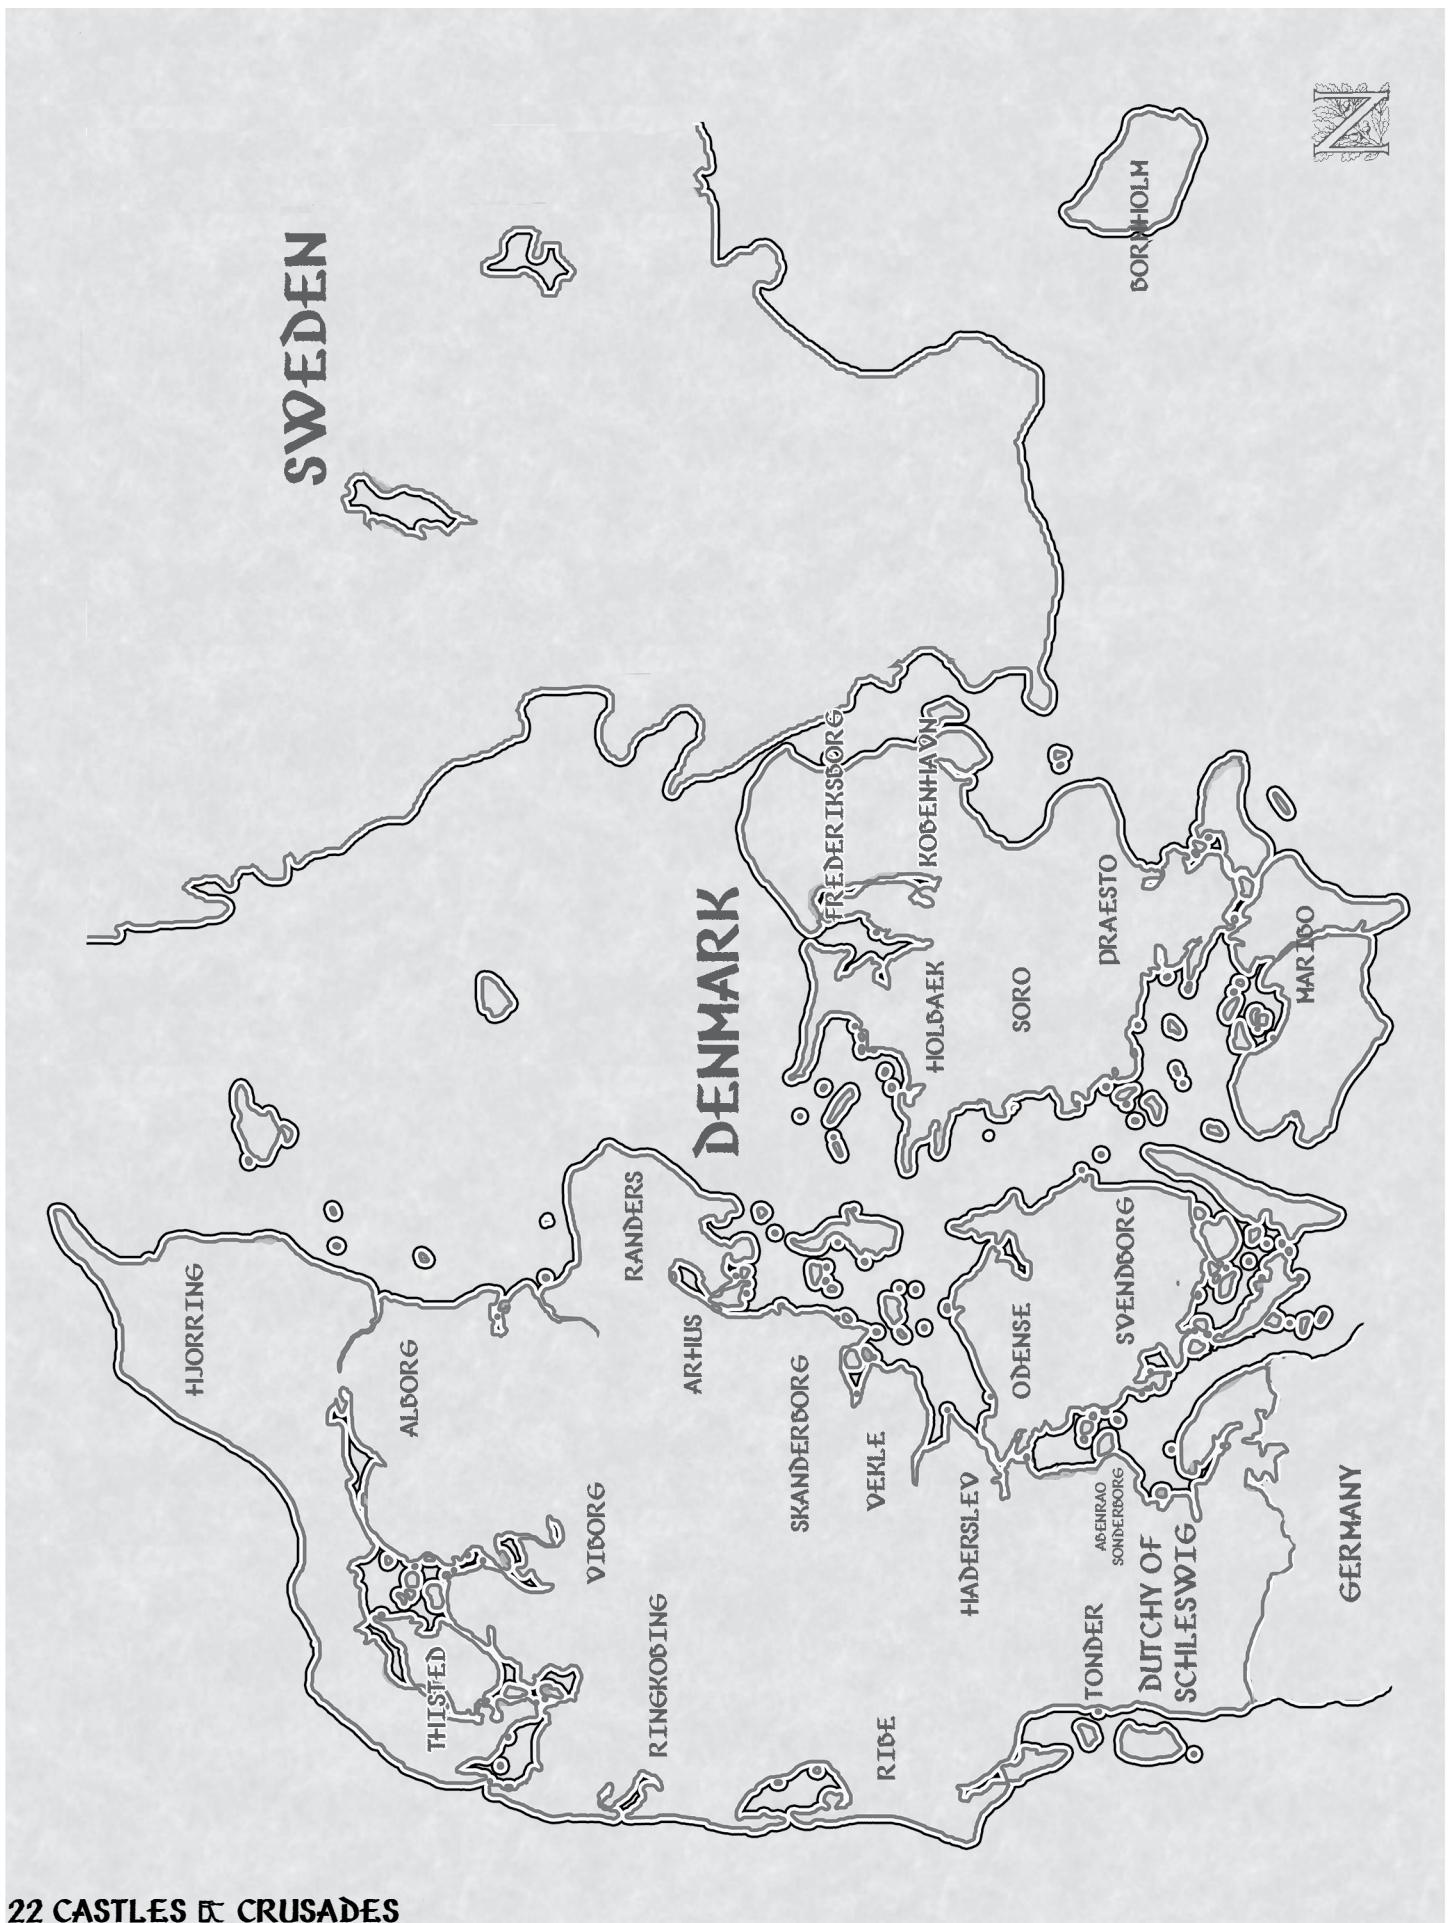 SWEDEN
BORNHOLM
N
DENMARK
FREDERIKSBORG
KOBENHAVN
HOLBAEK
SORO
PRAESTO
MARIBO
HJORRING
ALBORG
RANDERS
ARHUS
VIBORG
THISTED
RINGKOBING
SKANDERBORG
VEKLE
ODENSE
SVENDBORG
HADERSLEV
ABENRAO
SONDERBORG
RIBE
TONDER
DUTCHY OF
SCHLESWIG
GERMANY
22 CASTLES & CRUSADES